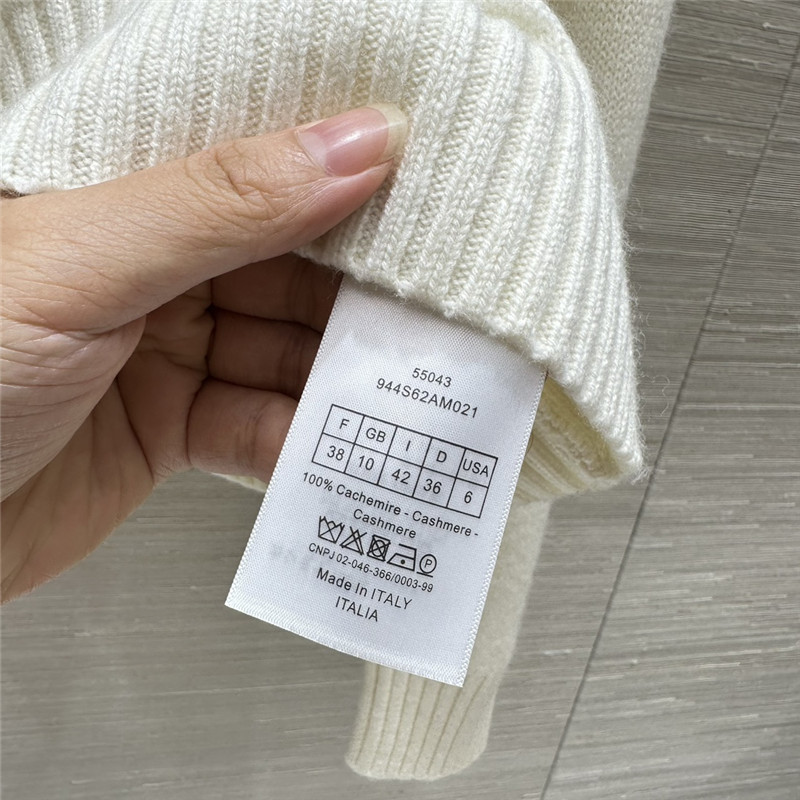 55043
944S62AM021
F GB I D USA
38 10 42 36 6
100% Cachemire - Cashmere -
Cashmere
P
CNPJ 02-046-366/0003-99
Made In ITALY
ITALIA